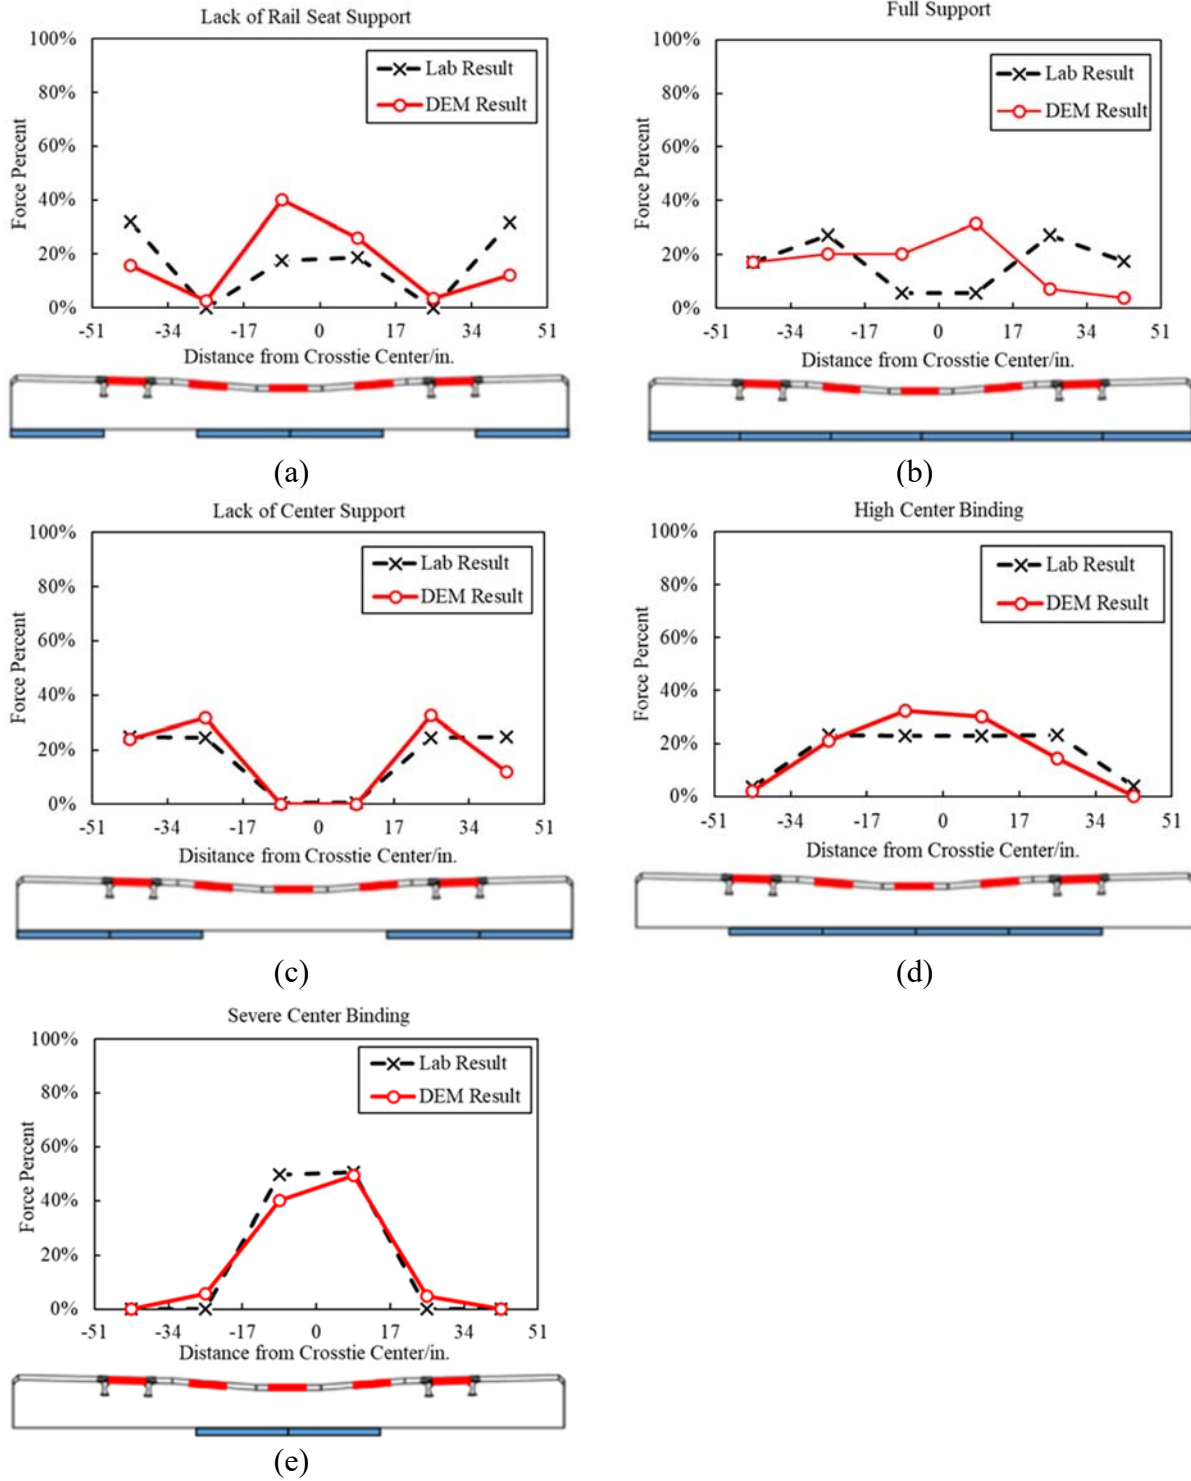 Lack of Rail Seat Support
100%
80%
60%
40%
20%
0%
Force Percent
Lab Result
DEM Result
-51 -34 -17 0 17 34 51
Distance from Crosstie Center/in.
(a)
Full Support
100%
80%
60%
40%
20%
0%
Force Percent
Lab Result
DEM Result
-51 -34 -17 0 17 34 51
Distance from Crosstie Center/in.
(b)
Lack of Center Support
100%
80%
60%
40%
20%
0%
Force Percent
Lab Result
DEM Result
-51 -34 -17 0 17 34 51
Disitance from Crosstie Center/in.
(c)
High Center Binding
100%
80%
60%
40%
20%
0%
Force Percent
Lab Result
DEM Result
-51 -34 -17 0 17 34 51
Distance from Crosstie Center/in.
(d)
Severe Center Binding
100%
80%
60%
40%
20%
0%
Force Percent
Lab Result
DEM Result
-51 -34 -17 0 17 34 51
Distance from Crosstie Center/in.
(e)